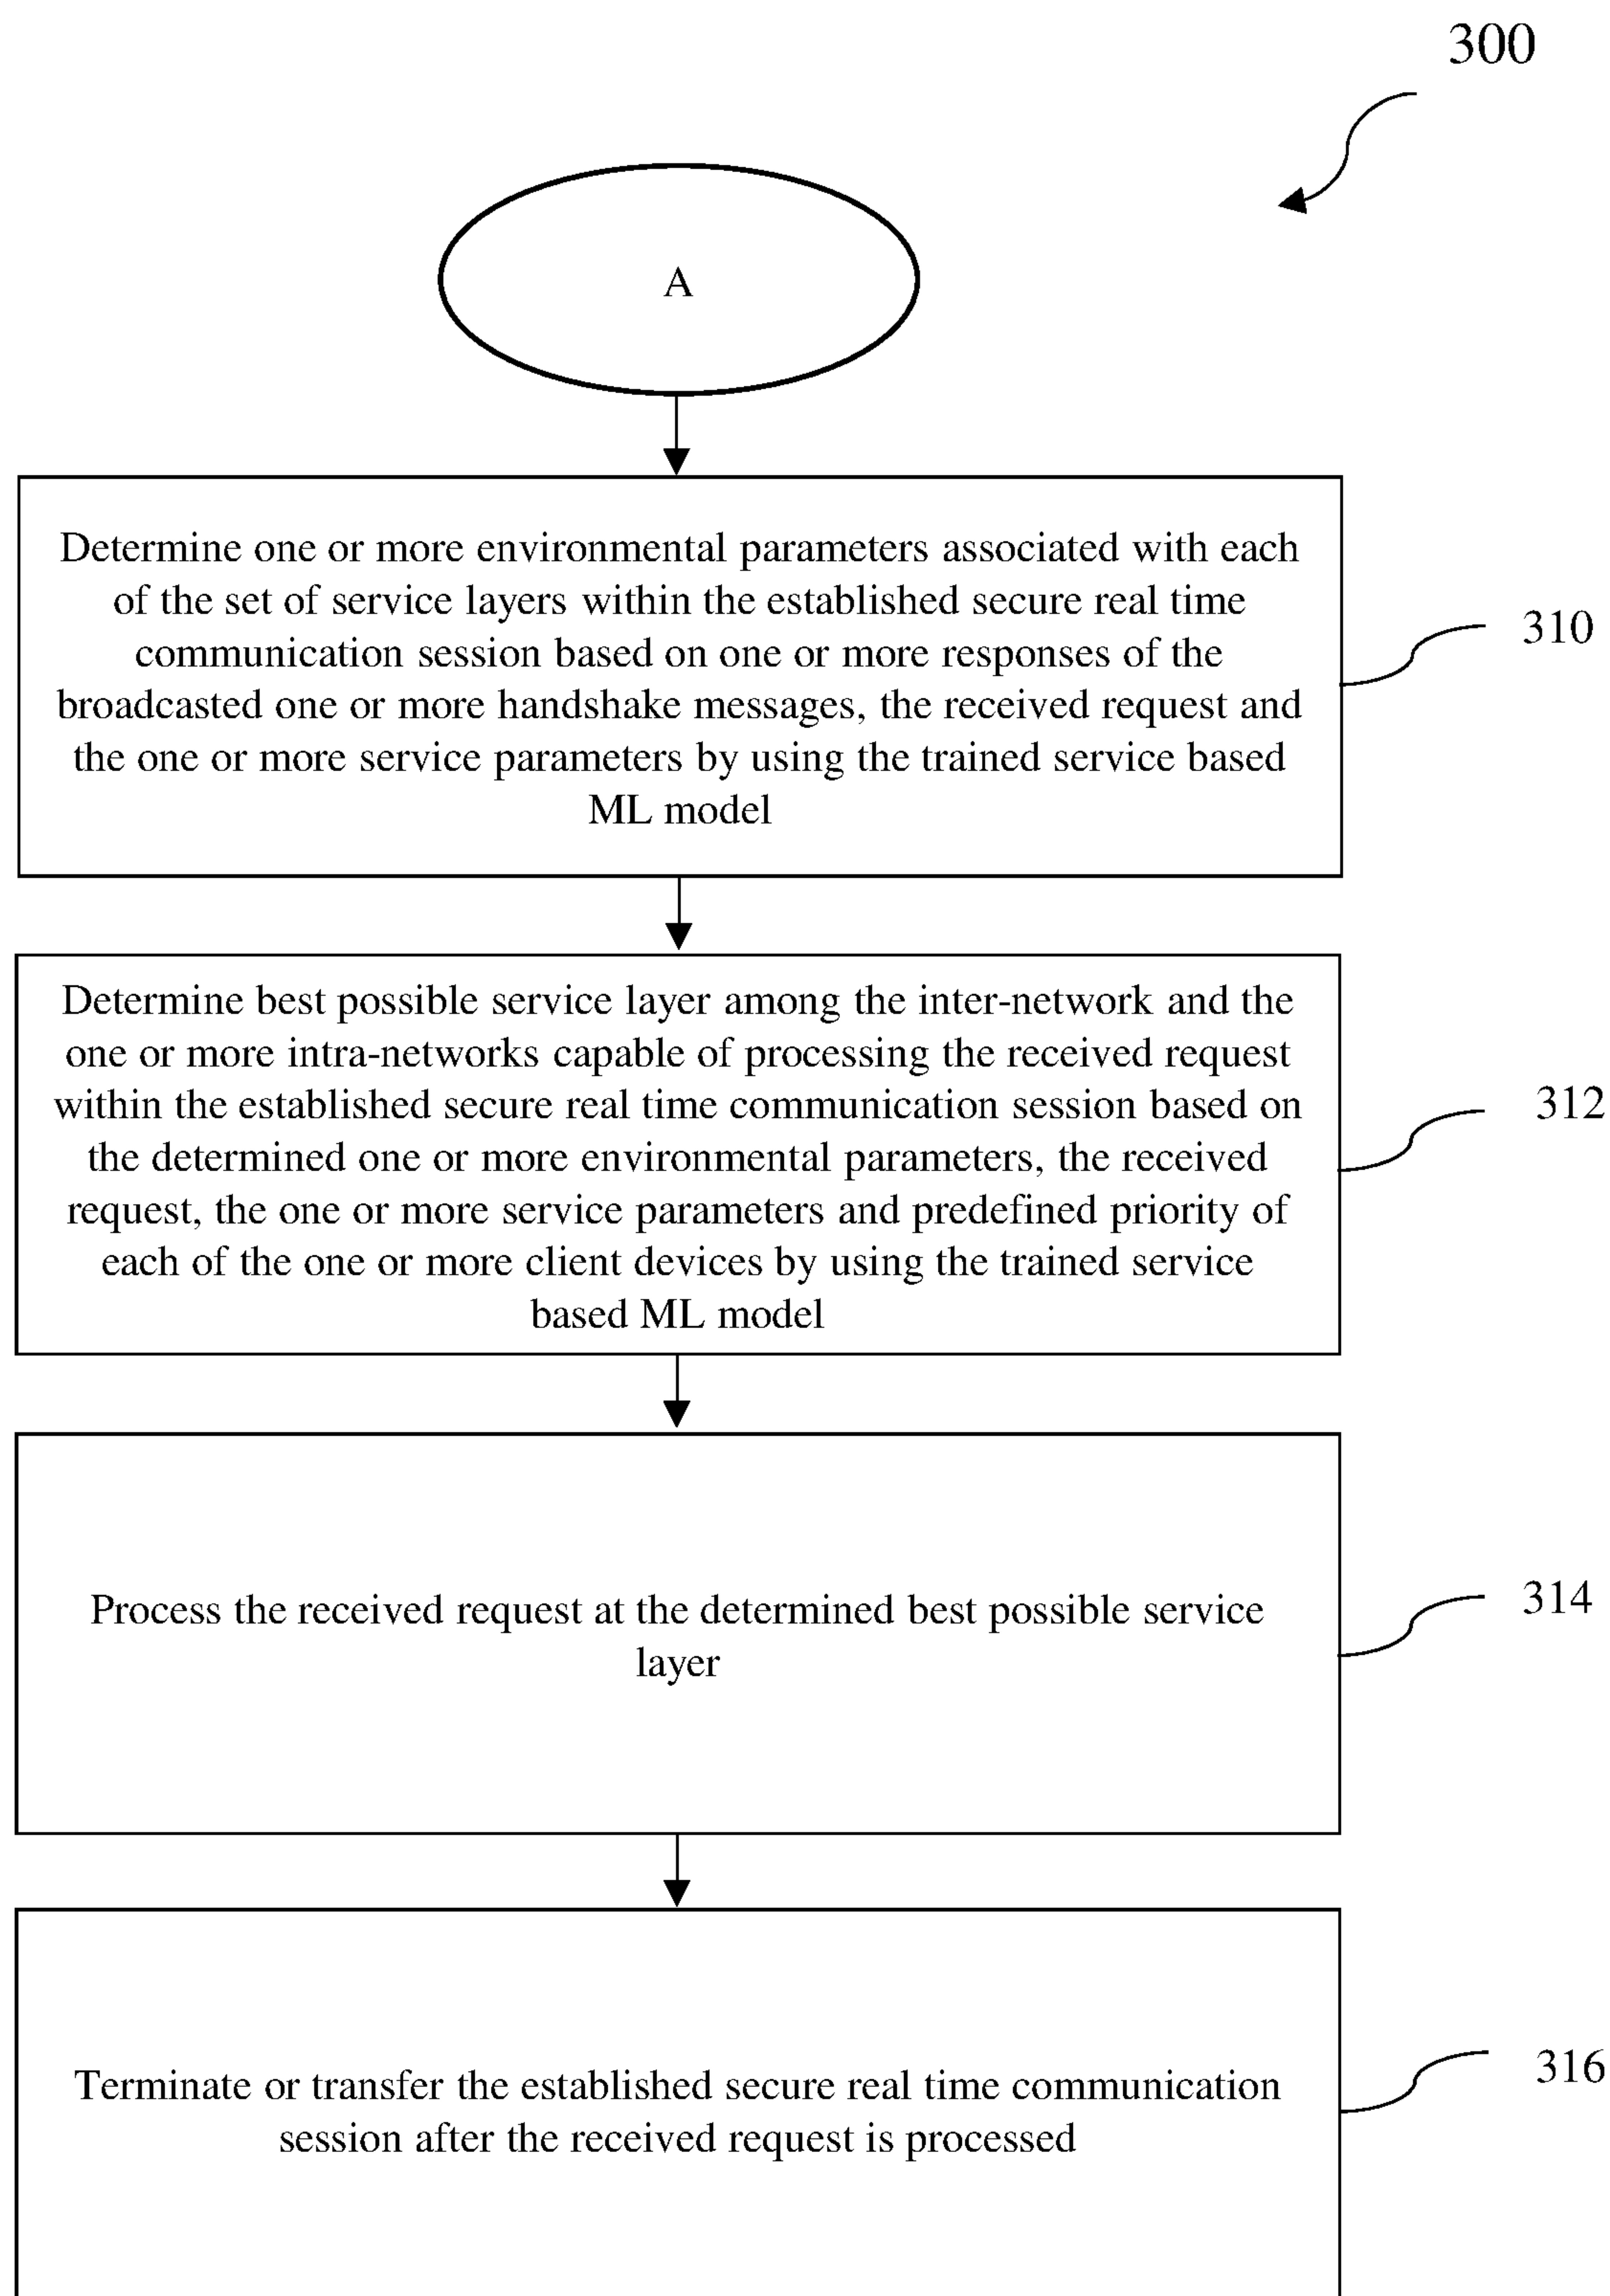 300
A
Determine one or more environmental parameters associated with each
of the set of service layers within the established secure real time
communication session based on one or more responses of the
broadcasted one or more handshake messages, the received request and
the one or more service parameters by using the trained service based
ML model
310
Determine best possible service layer among the inter-network and the
one or more intra-networks capable of processing the received request
within the established secure real time communication session based on
the determined one or more environmental parameters, the received
request, the one or more service parameters and predefined priority of
each of the one or more client devices by using the trained service
based ML model
312
Process the received request at the determined best possible service
layer
314
Terminate or transfer the established secure real time communication
session after the received request is processed
316